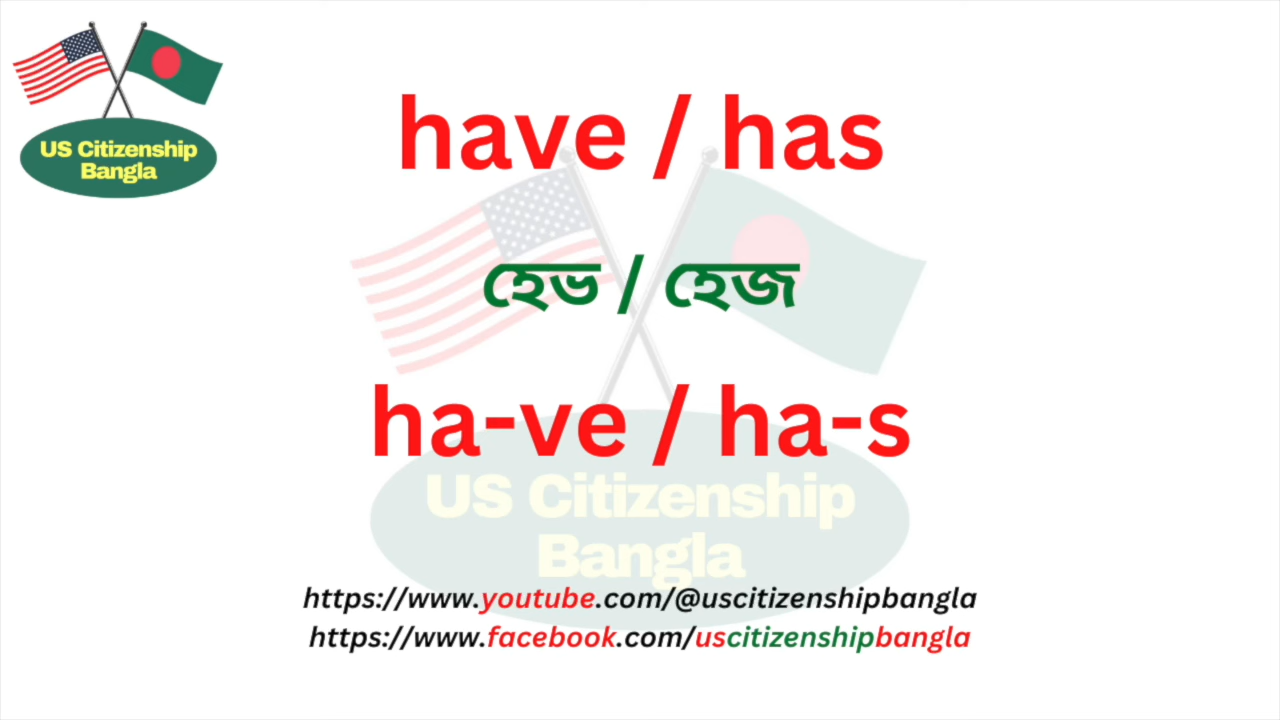 US Citizenship
Bangla
have / has
হেভ / হেজ
ha-ve / ha-s
US Citizenship
Bangla
https://www.youtube.com/@uscitizenshipbangla
https://www.facebook.com/uscitizenshipbangla